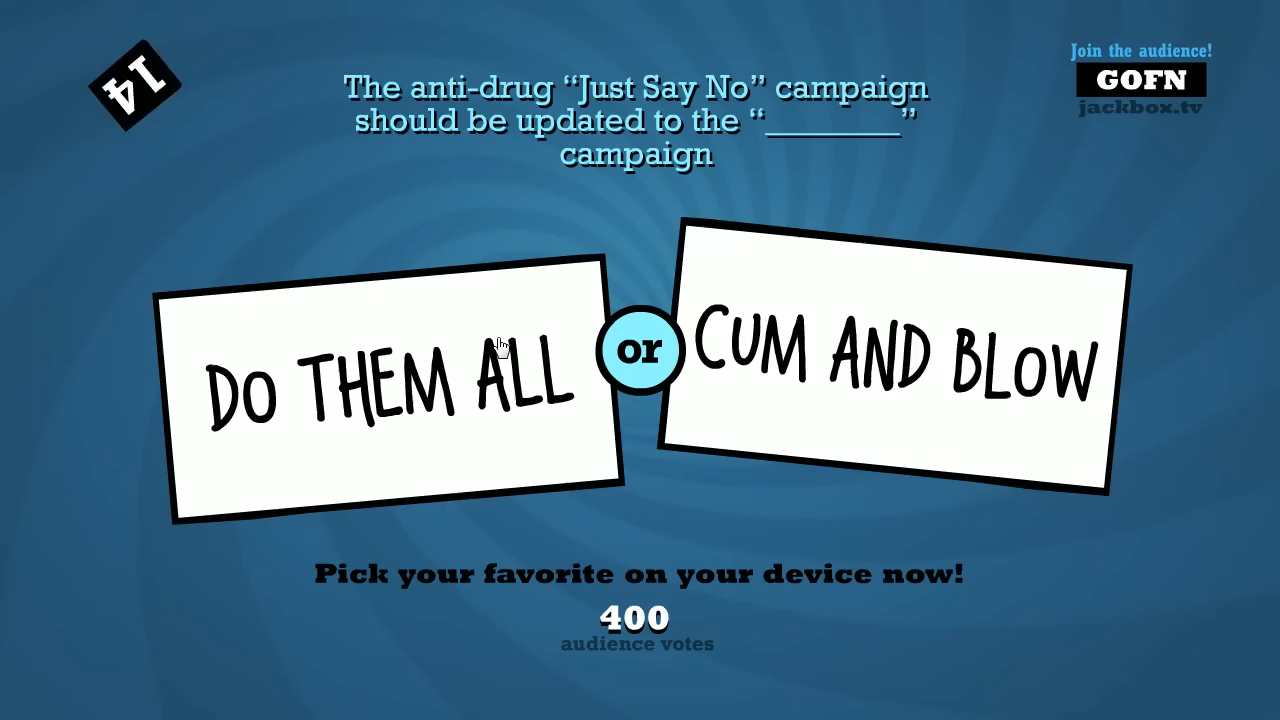 14
Join the audience!
GOFN
jackbox.tv
The anti-drug “Just Say No” campaign
should be updated to the “_________”
campaign
DO THEM ALL
or
CUM AND BLOW
Pick your favorite on your device now!
400
audience votes